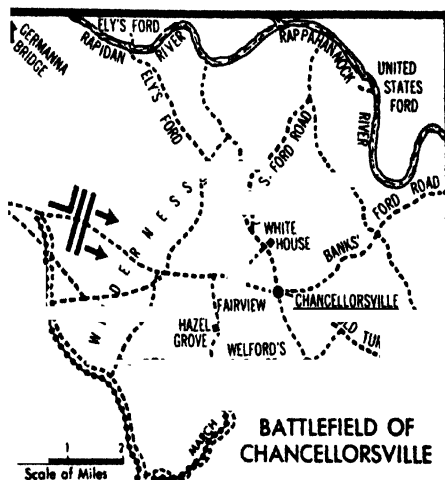 ELY'S FORD
GERMANNA
BRIDGE
RAPIDAN
RIVER
RAPPAHANNOCK
RIVER
UNITED
STATES
FORD
ELY'S
FORD
S. FORD ROAD
WILDERNESS
WHITE
HOUSE
BANKS' FORD ROAD
FAIRVIEW
CHANCELLORSVILLE
HAZEL
GROVE
WELFORD'S
LD TUR
MARCH
BATTLEFIELD OF
CHANCELLORSVILLE
1 2
Scale of Miles